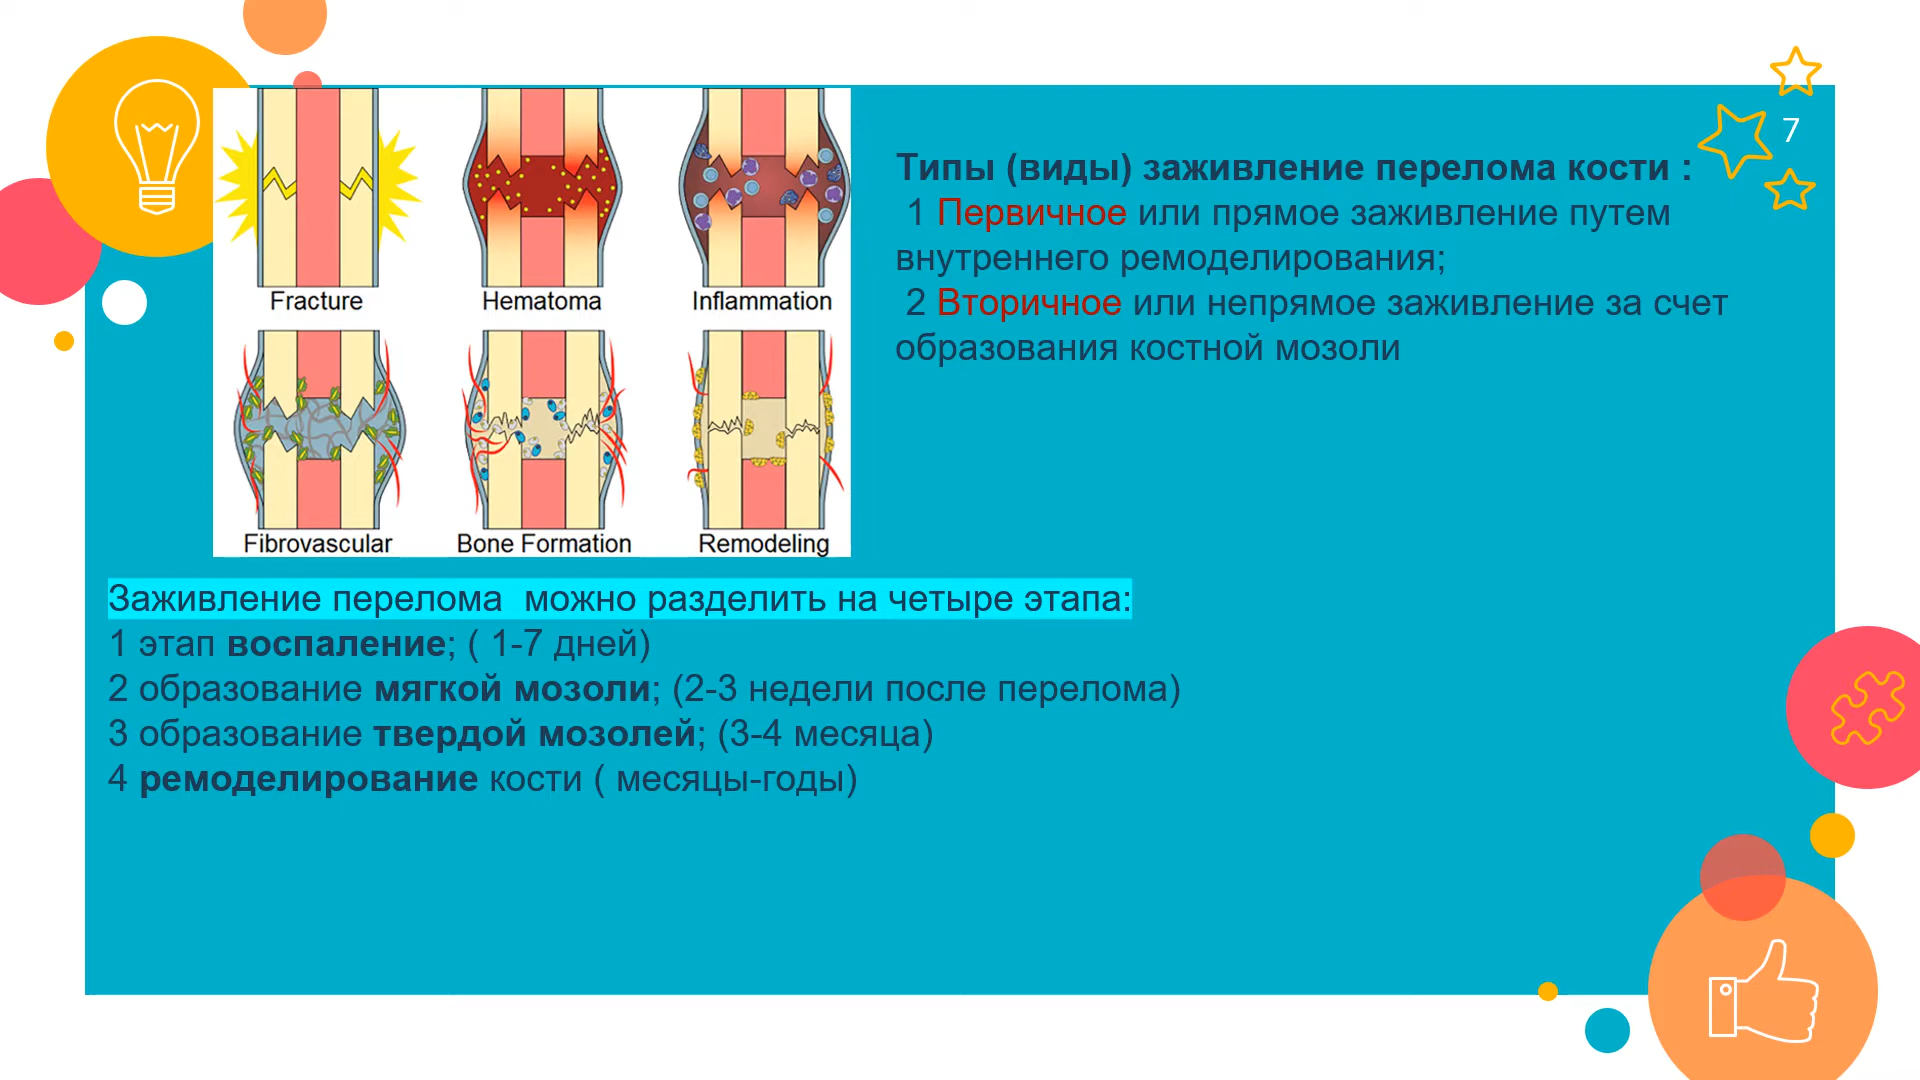 7
Fracture
Hematoma
Inflammation
Fibrovascular
Bone Formation
Remodeling
Типы (виды) заживление перелома кости :
1 Первичное или прямое заживление путем
внутреннего ремоделирования;
2 Вторичное или непрямое заживление за счет
образования костной мозоли
Заживление перелома  можно разделить на четыре этапа:
1 этап воспаление; ( 1-7 дней)
2 образование мягкой мозоли; (2-3 недели после перелома)
3 образование твердой мозолей; (3-4 месяца)
4 ремоделирование кости ( месяцы-годы)